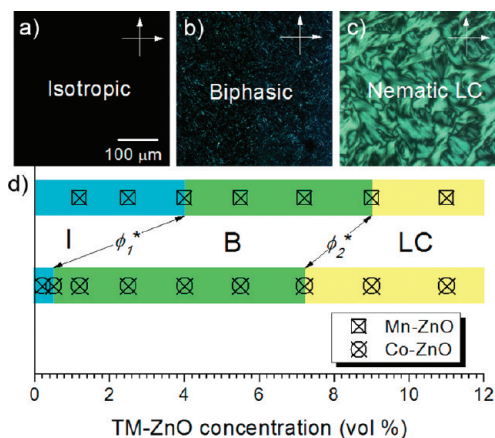 a)
Isotropic
100 μm
b)
Biphasic
c)
Nematic LC
d)
I
ϕ₁*
B
ϕ₂*
LC
Mn-ZnO
Co-ZnO
0 2 4 6 8 10 12
TM-ZnO concentration (vol %)